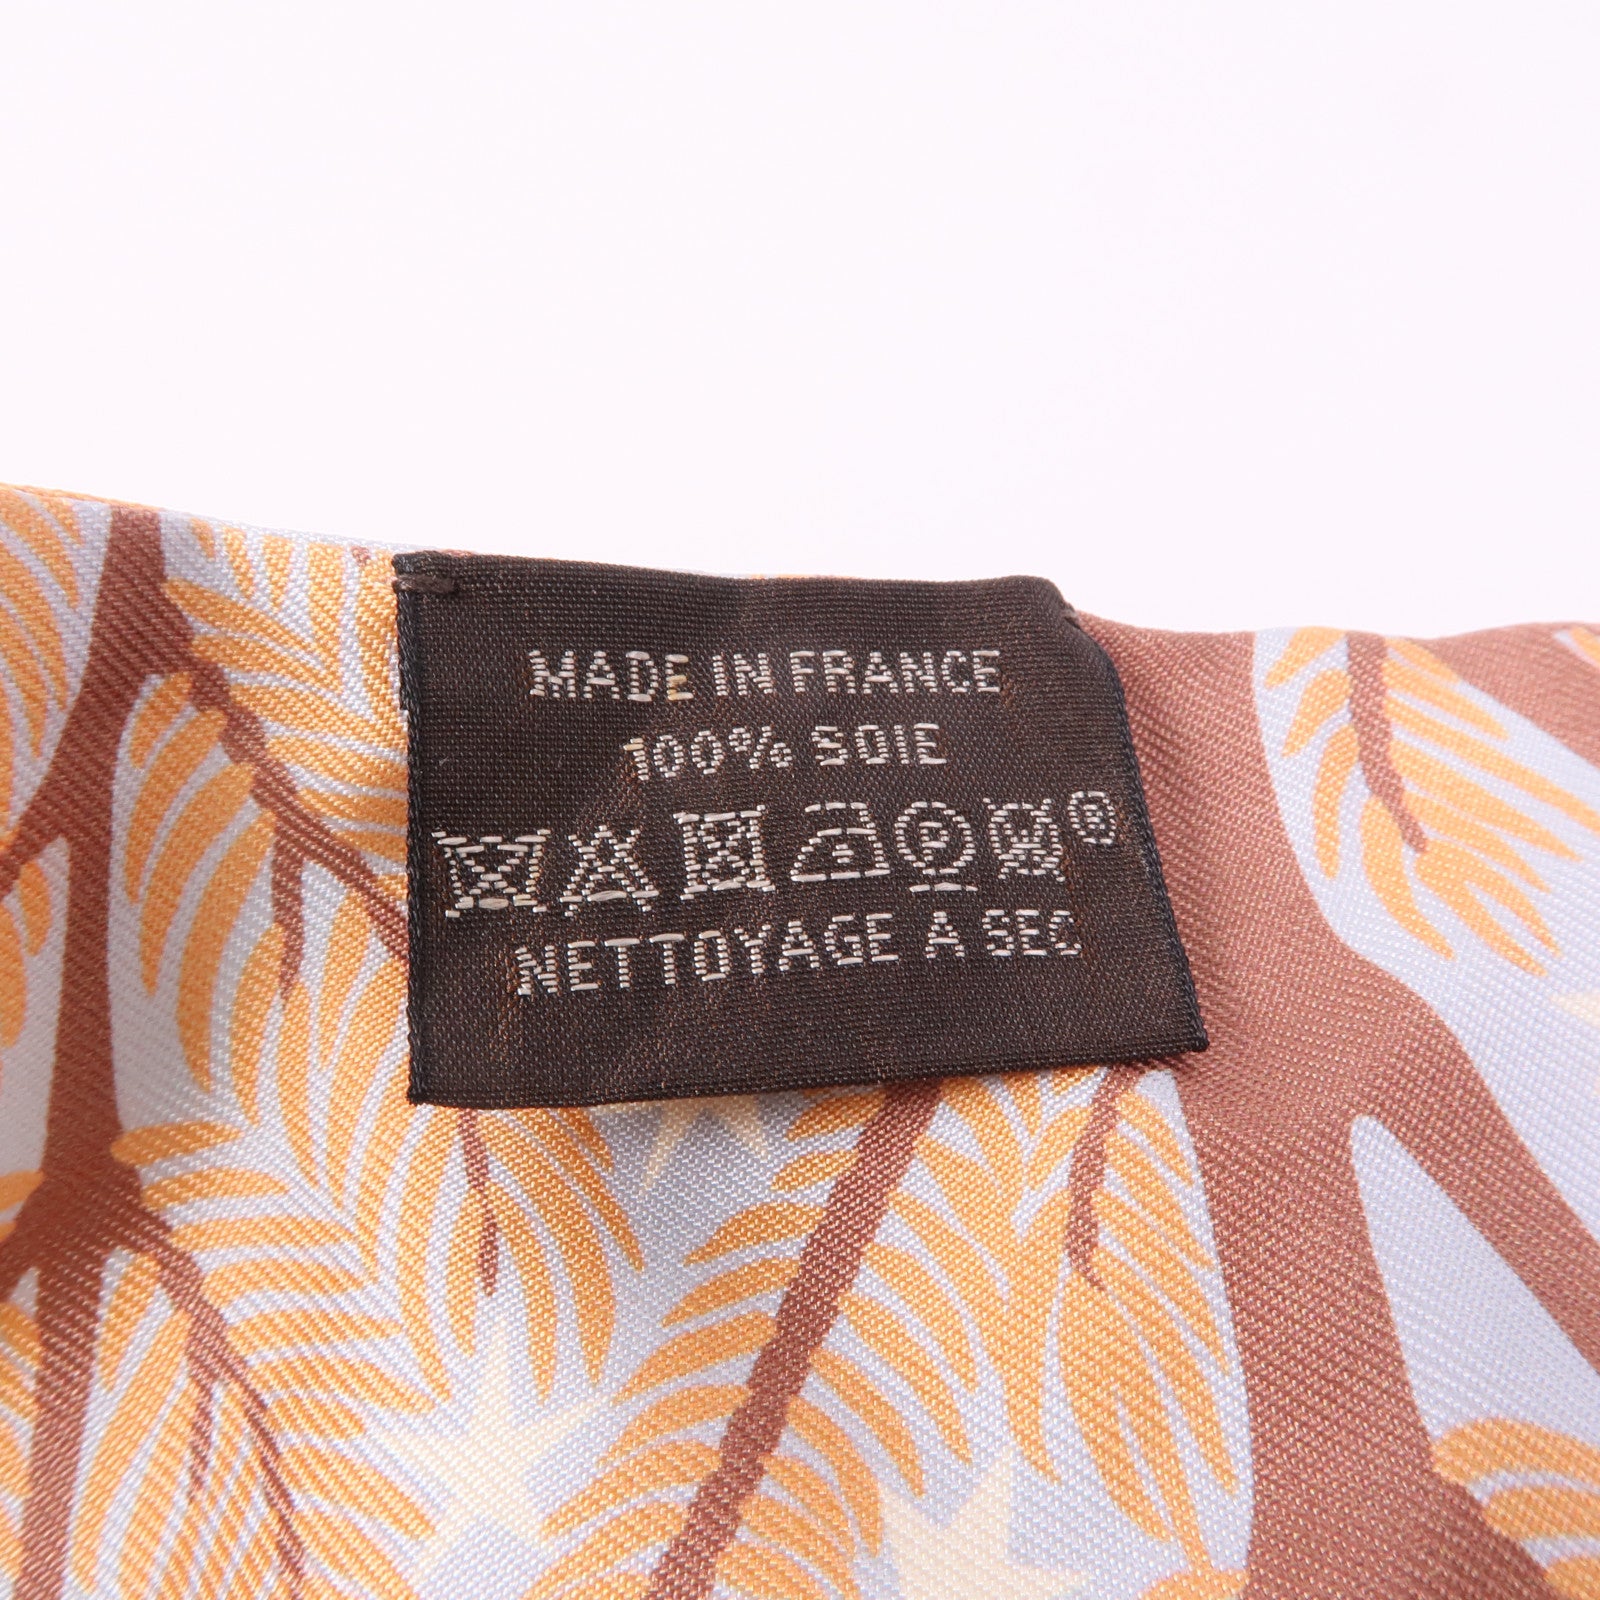 MADE IN FRANCE
100% SOIE
P W ®
NETTOYAGE A SEC